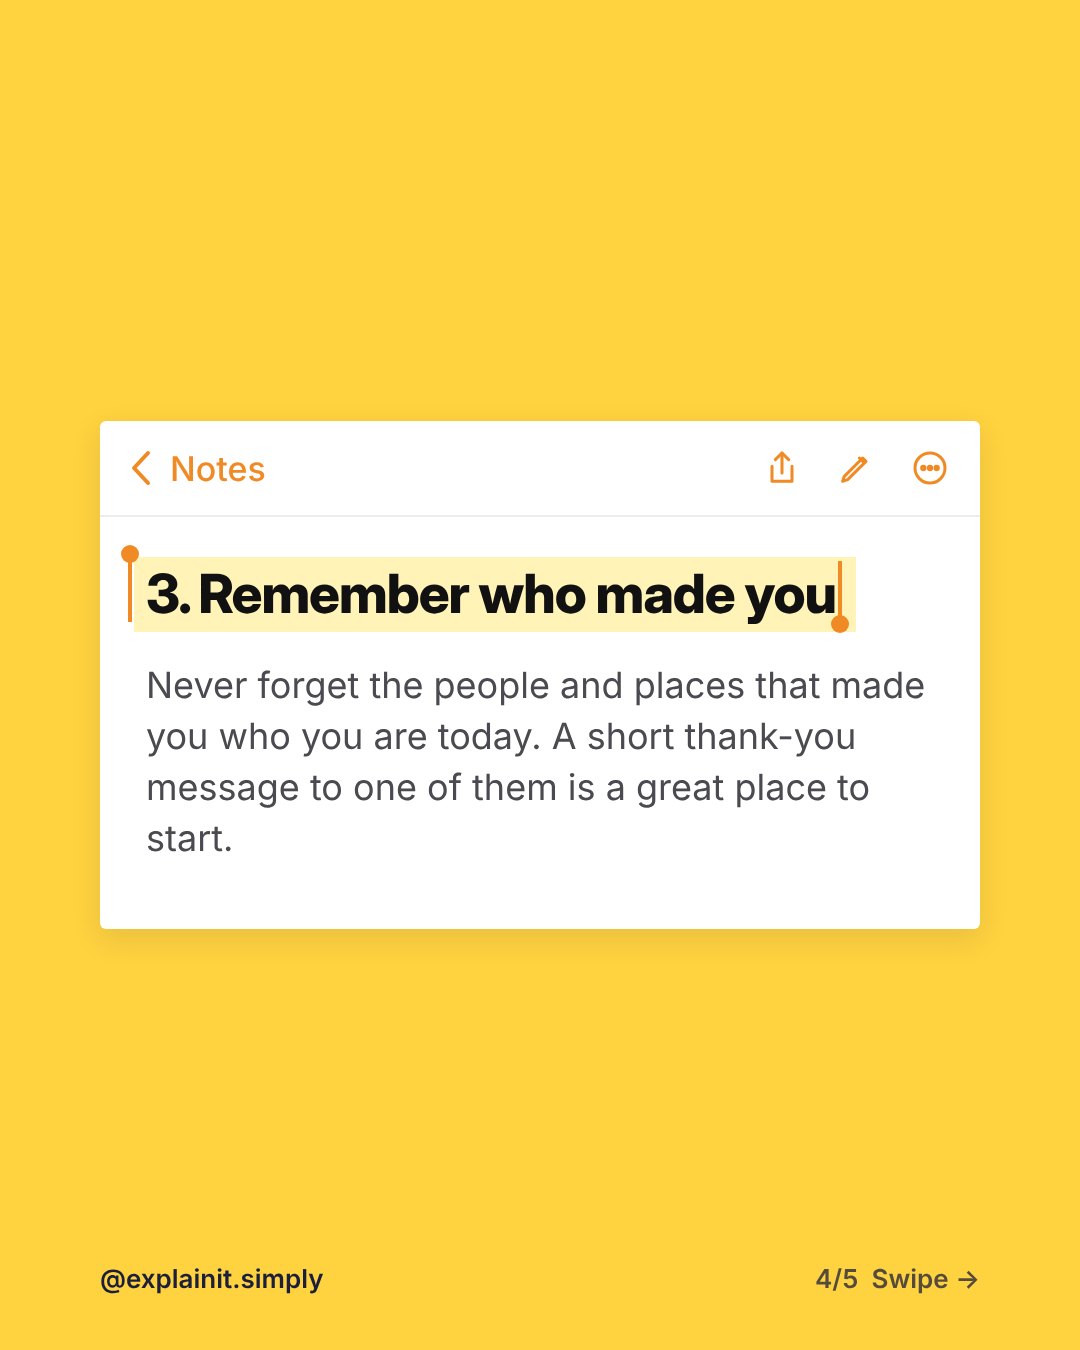 Notes
3. Remember who made you
Never forget the people and places that made
you who you are today. A short thank-you
message to one of them is a great place to
start.
@explainit.simply
4/5 Swipe →